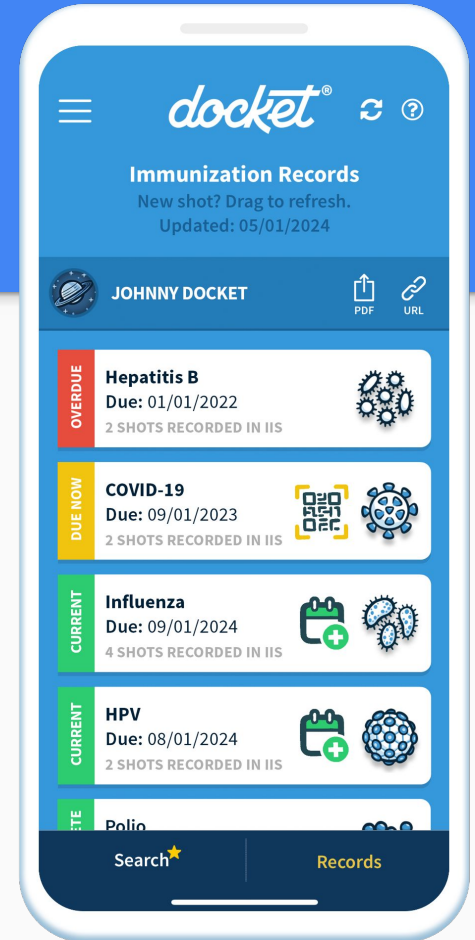 docket®
Immunization Records
New shot? Drag to refresh.
Updated: 05/01/2024
JOHNNY DOCKET
PDF
URL
OVERDUE
Hepatitis B
Due: 01/01/2022
2 SHOTS RECORDED IN IIS
DUE NOW
COVID-19
Due: 09/01/2023
2 SHOTS RECORDED IN IIS
CURRENT
Influenza
Due: 09/01/2024
4 SHOTS RECORDED IN IIS
CURRENT
HPV
Due: 08/01/2024
2 SHOTS RECORDED IN IIS
Polio
Search
Records